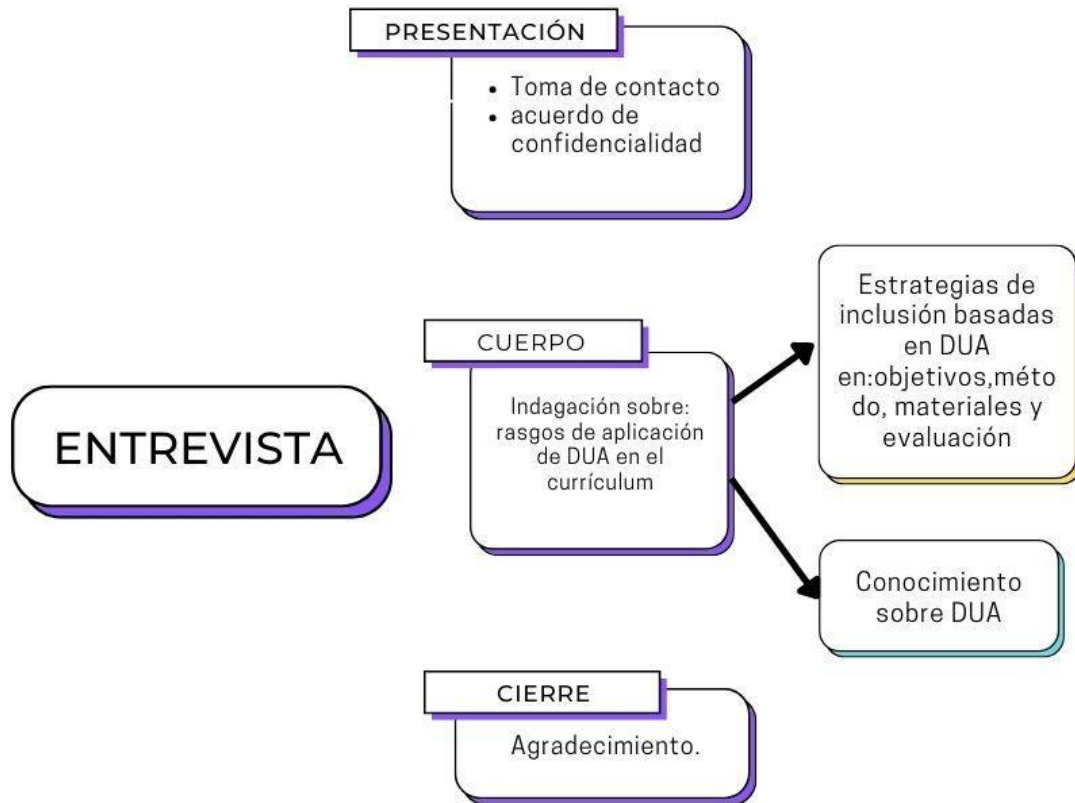 PRESENTACIÓN
• Toma de contacto
• acuerdo de
confidencialidad
ENTREVISTA
CUERPO
Indagación sobre:
rasgos de aplicación
de DUA en el
currículum
Estrategias de
inclusión basadas
en DUA
en:objetivos,méto
do, materiales y
evaluación
Conocimiento
sobre DUA
CIERRE
Agradecimiento.